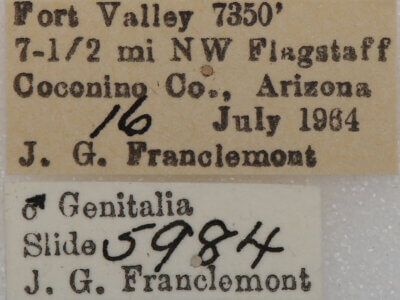 Fort Valley 7350'
7-1/2 mi NW Flagstaff
Coconino Co., Arizona
16 July 1964
J. G. Franclemont
♂ Genitalia
Slide 5984
J. G. Franclemont